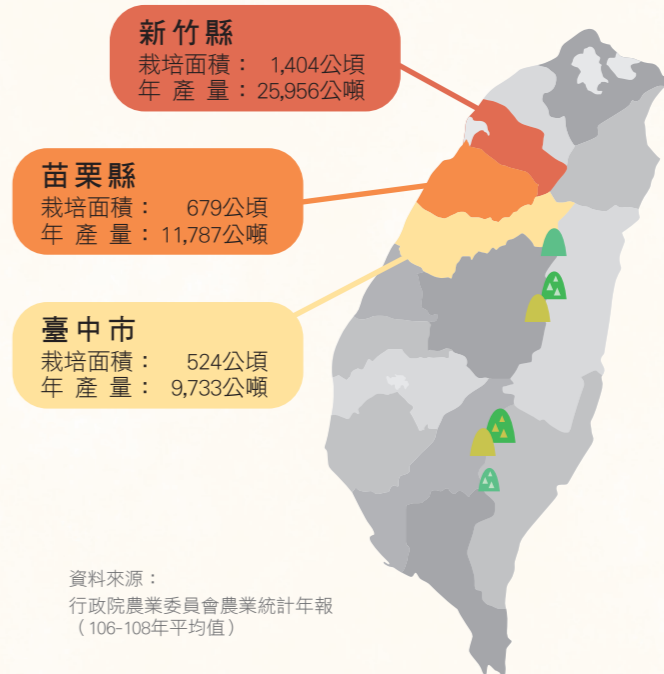 新竹縣
栽培面積： 1,404公頃
年 產 量：25,956公噸
苗栗縣
栽培面積： 679公頃
年 產 量：11,787公噸
臺中市
栽培面積： 524公頃
年 產 量： 9,733公噸
資料來源：
行政院農業委員會農業統計年報
（106-108年平均值）